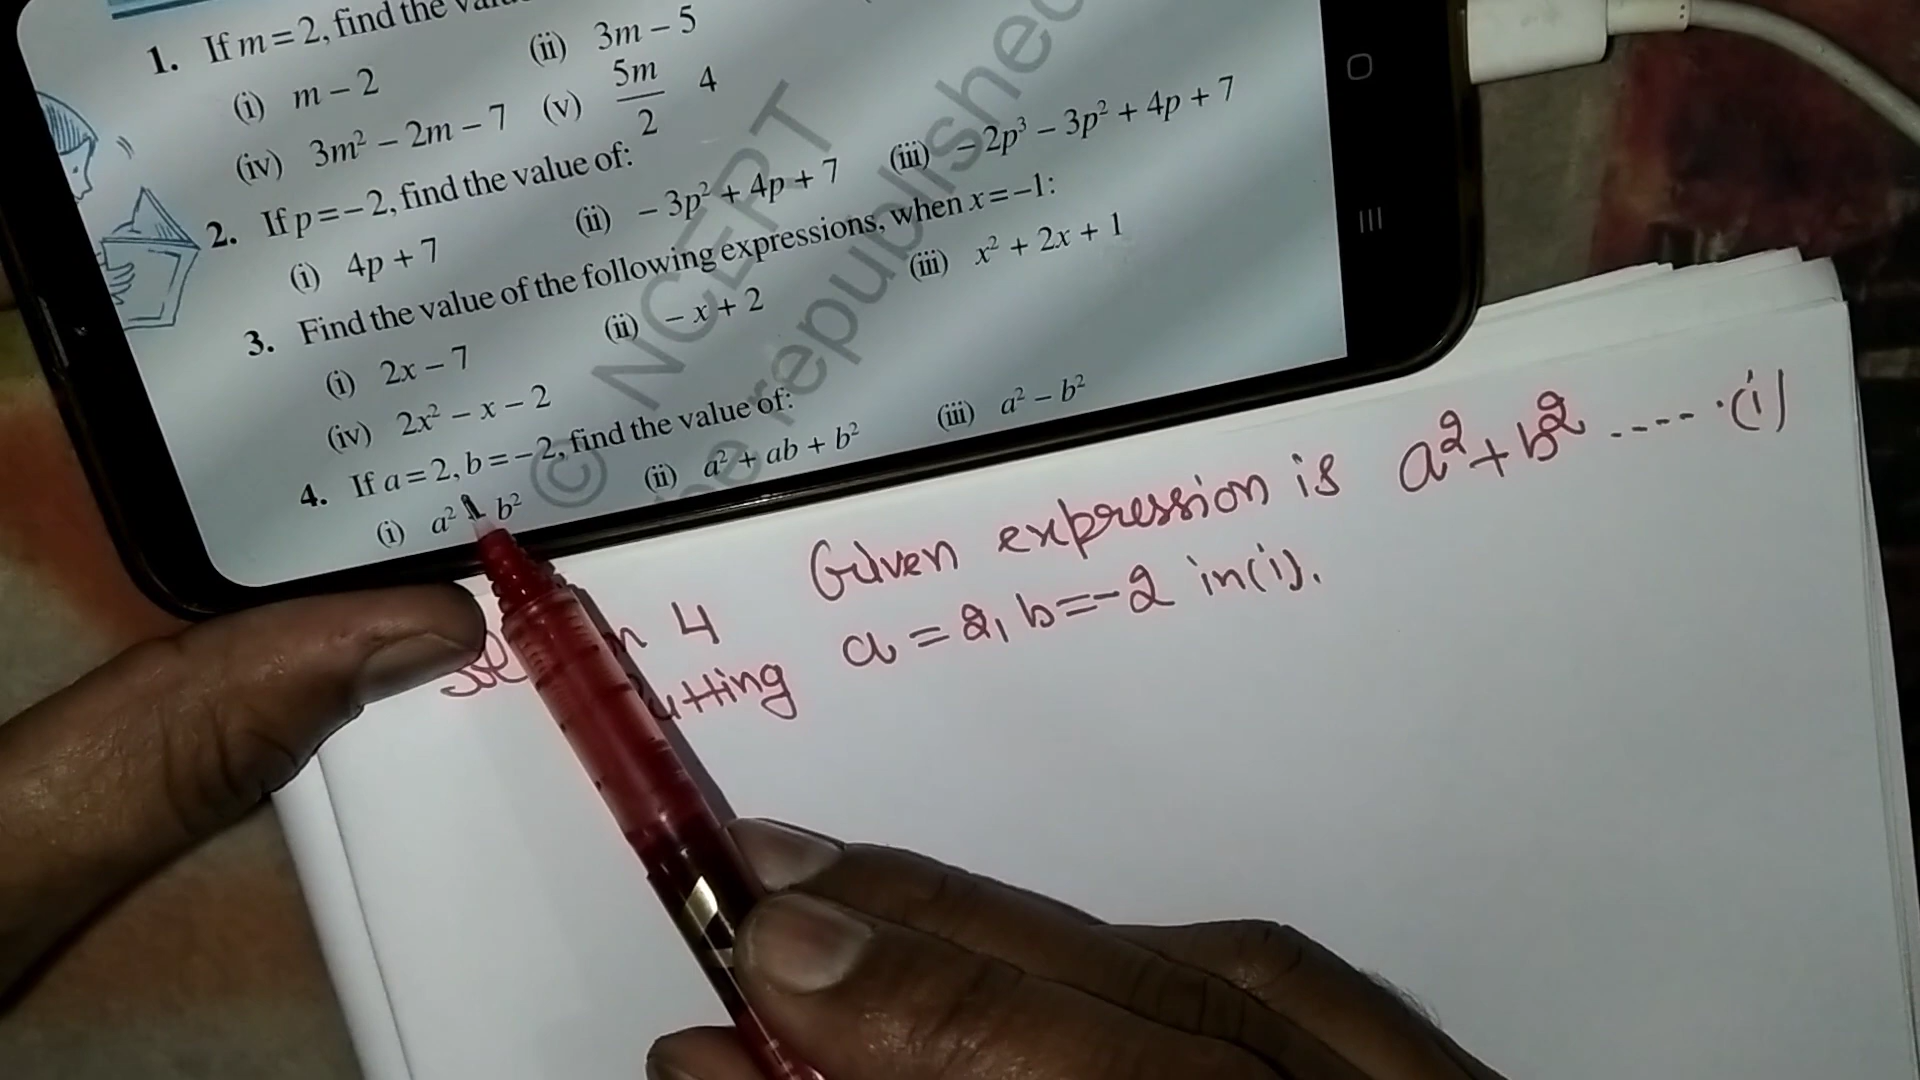 1. If m = 2, find the
(i) m − 2 (ii) 3m − 5
(iv) 3m² − 2m − 7 (v) 5m/2 4
2. If p = − 2, find the value of:
(i) 4p + 7 (ii) − 3p² + 4p + 7 (iii) − 2p³ − 3p² + 4p + 7
3. Find the value of the following expressions, when x = −1:
(i) 2x − 7 (ii) − x + 2 (iii) x² + 2x + 1
(iv) 2x² − x − 2
4. If a = 2, b = − 2, find the value of:
(i) a² b² (ii) a² + ab + b² (iii) a² − b²
© NCERT
be republished
4 Given expression is a² + b² ..... (i)
a = 2, b = -2 in (i).